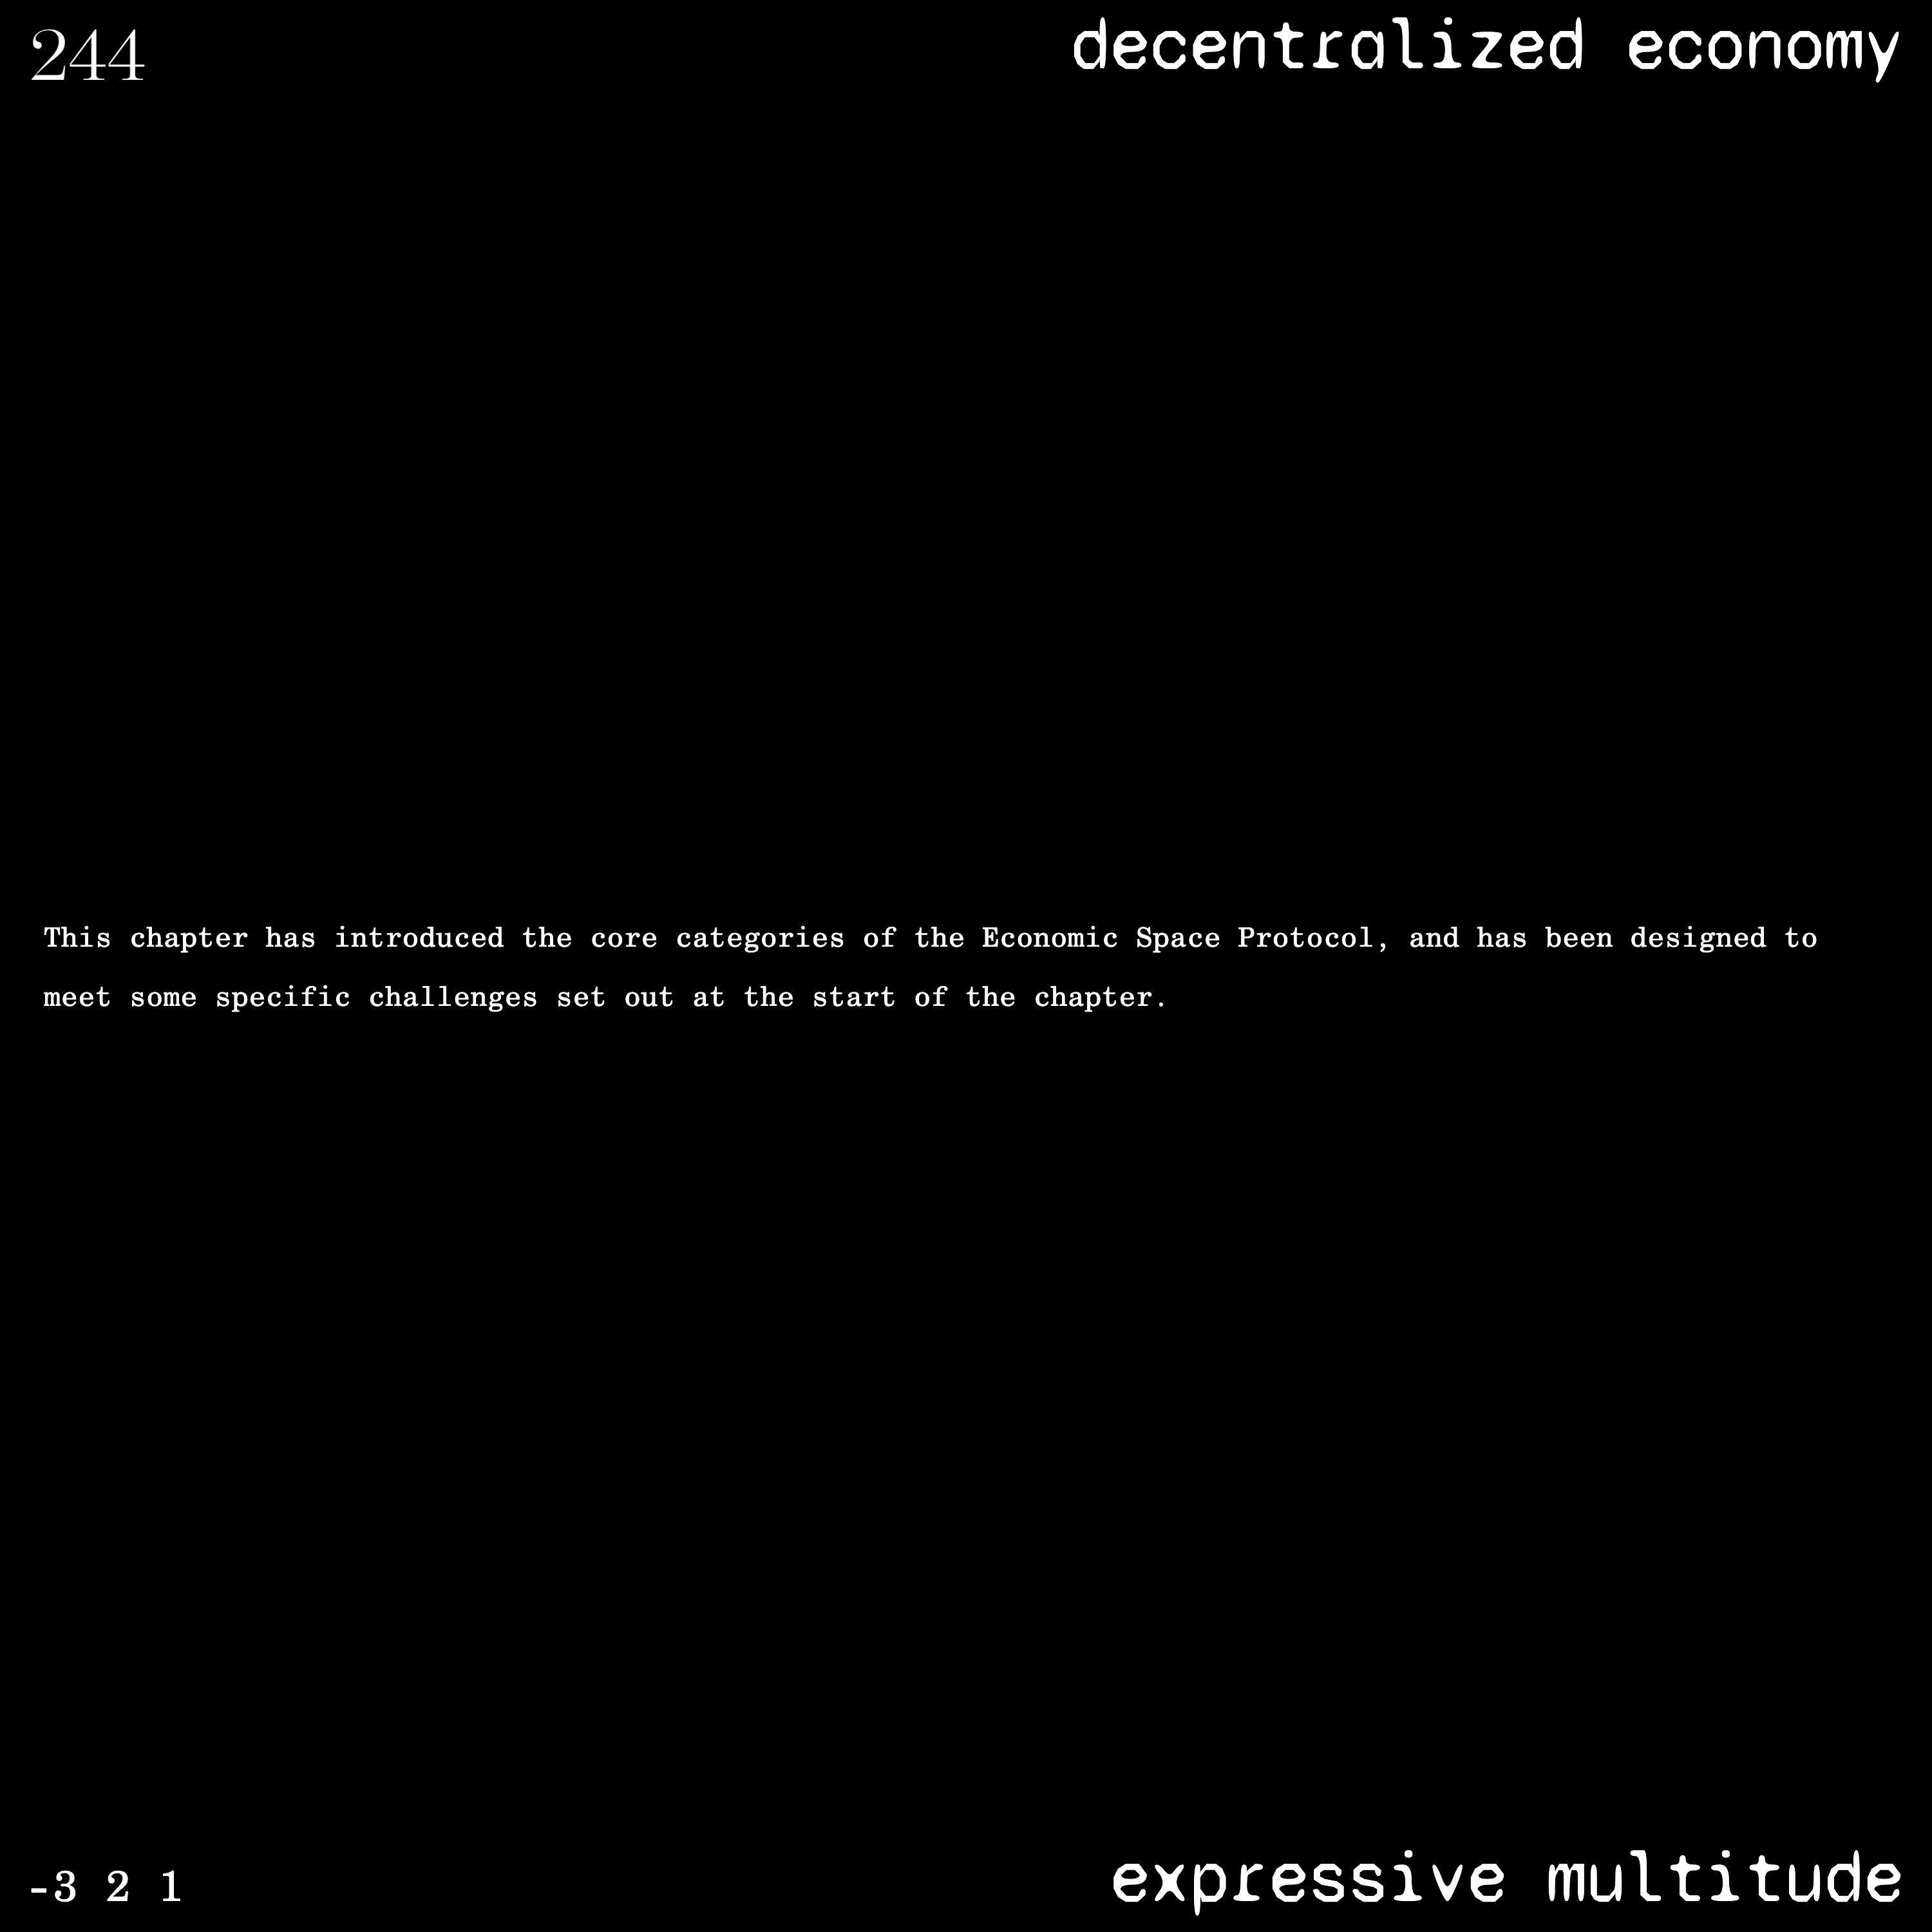 244
decentralized economy
This chapter has introduced the core categories of the Economic Space Protocol, and has been designed to
meet some specific challenges set out at the start of the chapter.
-3 2 1
expressive multitude